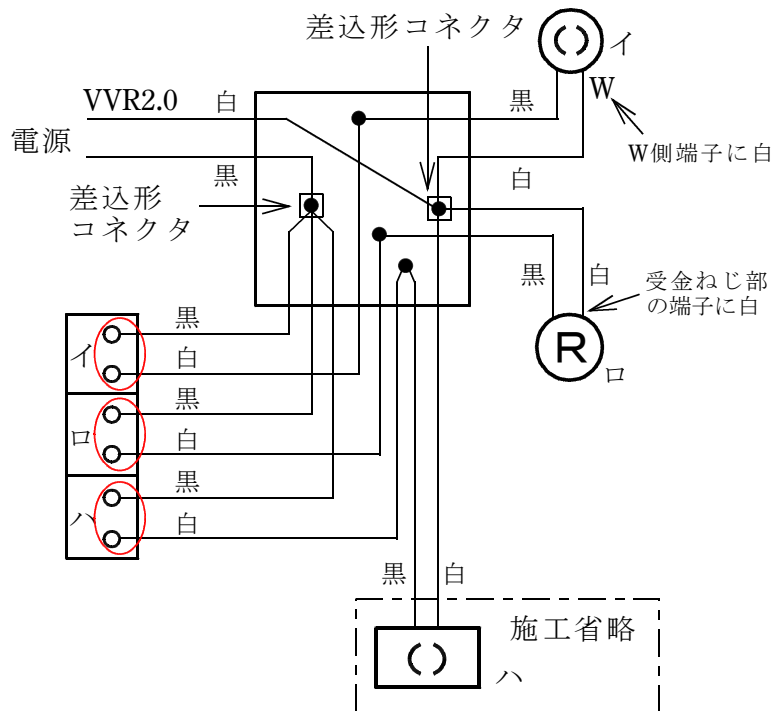 差込形コネクタ
イ
VVR2.0
白
黒
W
電源
W側端子に白
黒
白
差込形
コネクタ
黒
白
受金ねじ部
の端子に白
R
ロ
イ
黒
白
ロ
黒
白
ハ
黒
白
黒
白
施工省略
ハ